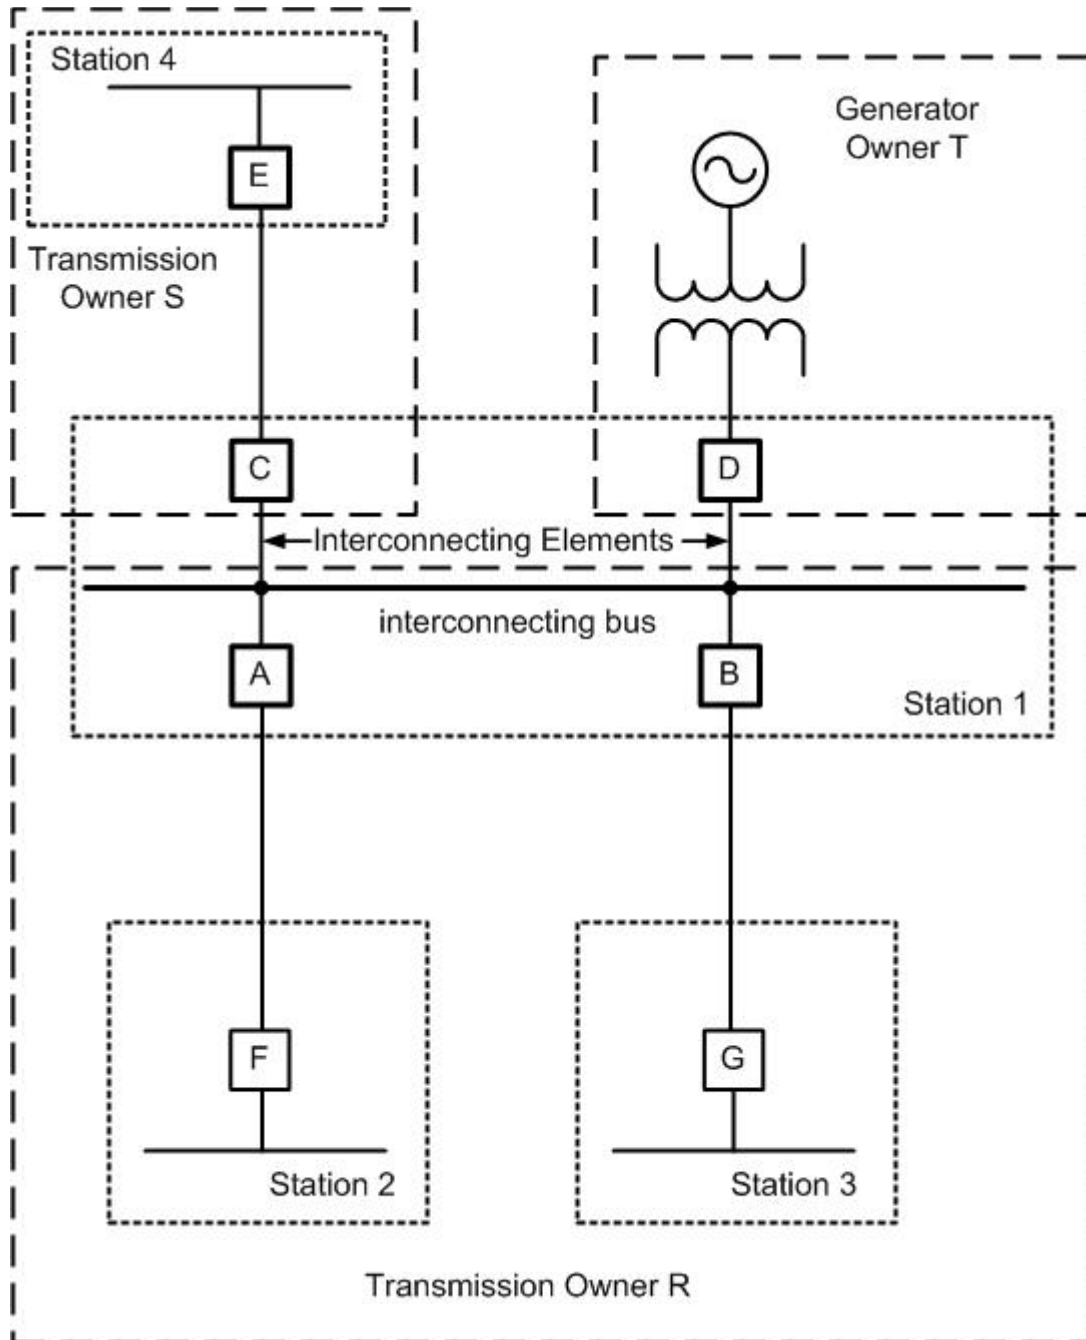 Station 4
E
Transmission
Owner S
Generator
Owner T
C
D
Interconnecting Elements
interconnecting bus
A
B
Station 1
F
G
Station 2
Station 3
Transmission Owner R